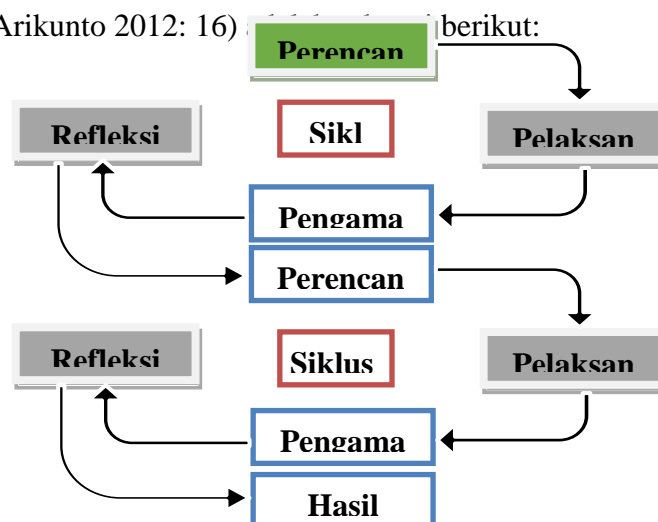 Arikunto 2012: 16) berikut:
Perencan
Refleksi
Sikl
Pelaksan
Pengama
Perencan
Refleksi
Siklus
Pelaksan
Pengama
Hasil